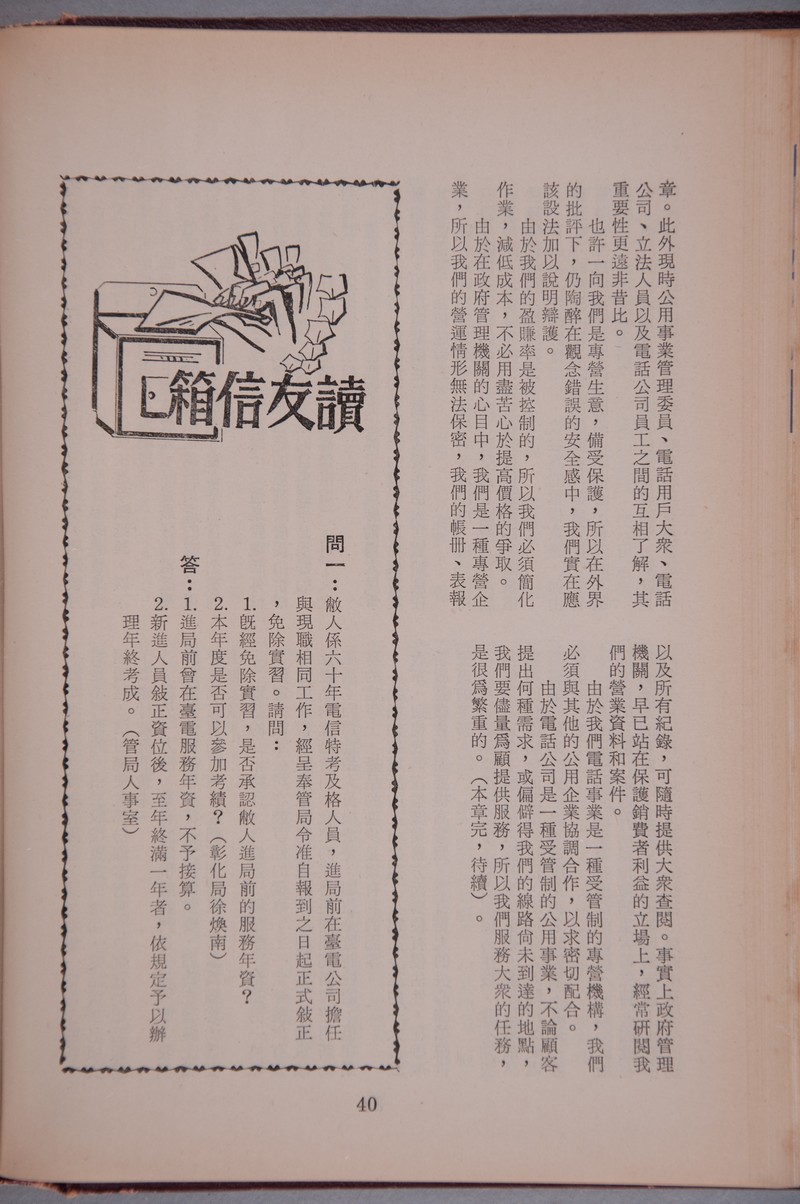 章。此外現時公用事業管理委員、電話用戶大衆、電話
公司、立法人員以及電話公司員工之間的互相了解，其
重要性更遠非昔比。
也許一向我們是專營生意，備受保護，所以在外界
的批評下，仍陶醉在觀念錯誤的安全感中，我們實在應
該設法加以說明辯護。
由於我們的盈賺率是被控制的，所以我們必須簡化
作業，減低成本，不必用盡苦心於提高價格的爭取。
由於在政府管理機關的心目中，我們是一種專營企
業，所以我們的營運情形無法保密，我們的帳冊、表報
以及所有紀錄，可隨時提供大衆查閱。事實上政府管理
機關，早已站在保護銷費者利益的立場上，經常研閱我
們的營業資料和案件。
由於我們電話事業是一種受管制的專營機構，我們
必須與其他的公用企業協調合作，以求密切配合。
由於電話公司是一種受管制的公用事業，不論顧客
提出何種需求，或偏僻得我們的線路尙未到達的地點，
我們要儘量爲顧提供服務，所以我們服務大衆的任務，
是很爲繁重的。（本章完，待續）。
讀友信箱
問一：敝人係六十年電信特考及格人員，進局前在臺電公司擔任
與現職相同工作，經呈奉管局令准自報到之日起正式敍正
，免除實習。請問：
1.旣經免除實習，是否承認敝人進局前的服務年資？
2.本年度是否可以參加考績？（彰化局徐煥南）
答：1.進局前曾在臺電服務年資，不予接算。
2.新進人員敍正資位後，至年終滿一年者，依規定予以辦
理年終考成。（管局人事室）
40